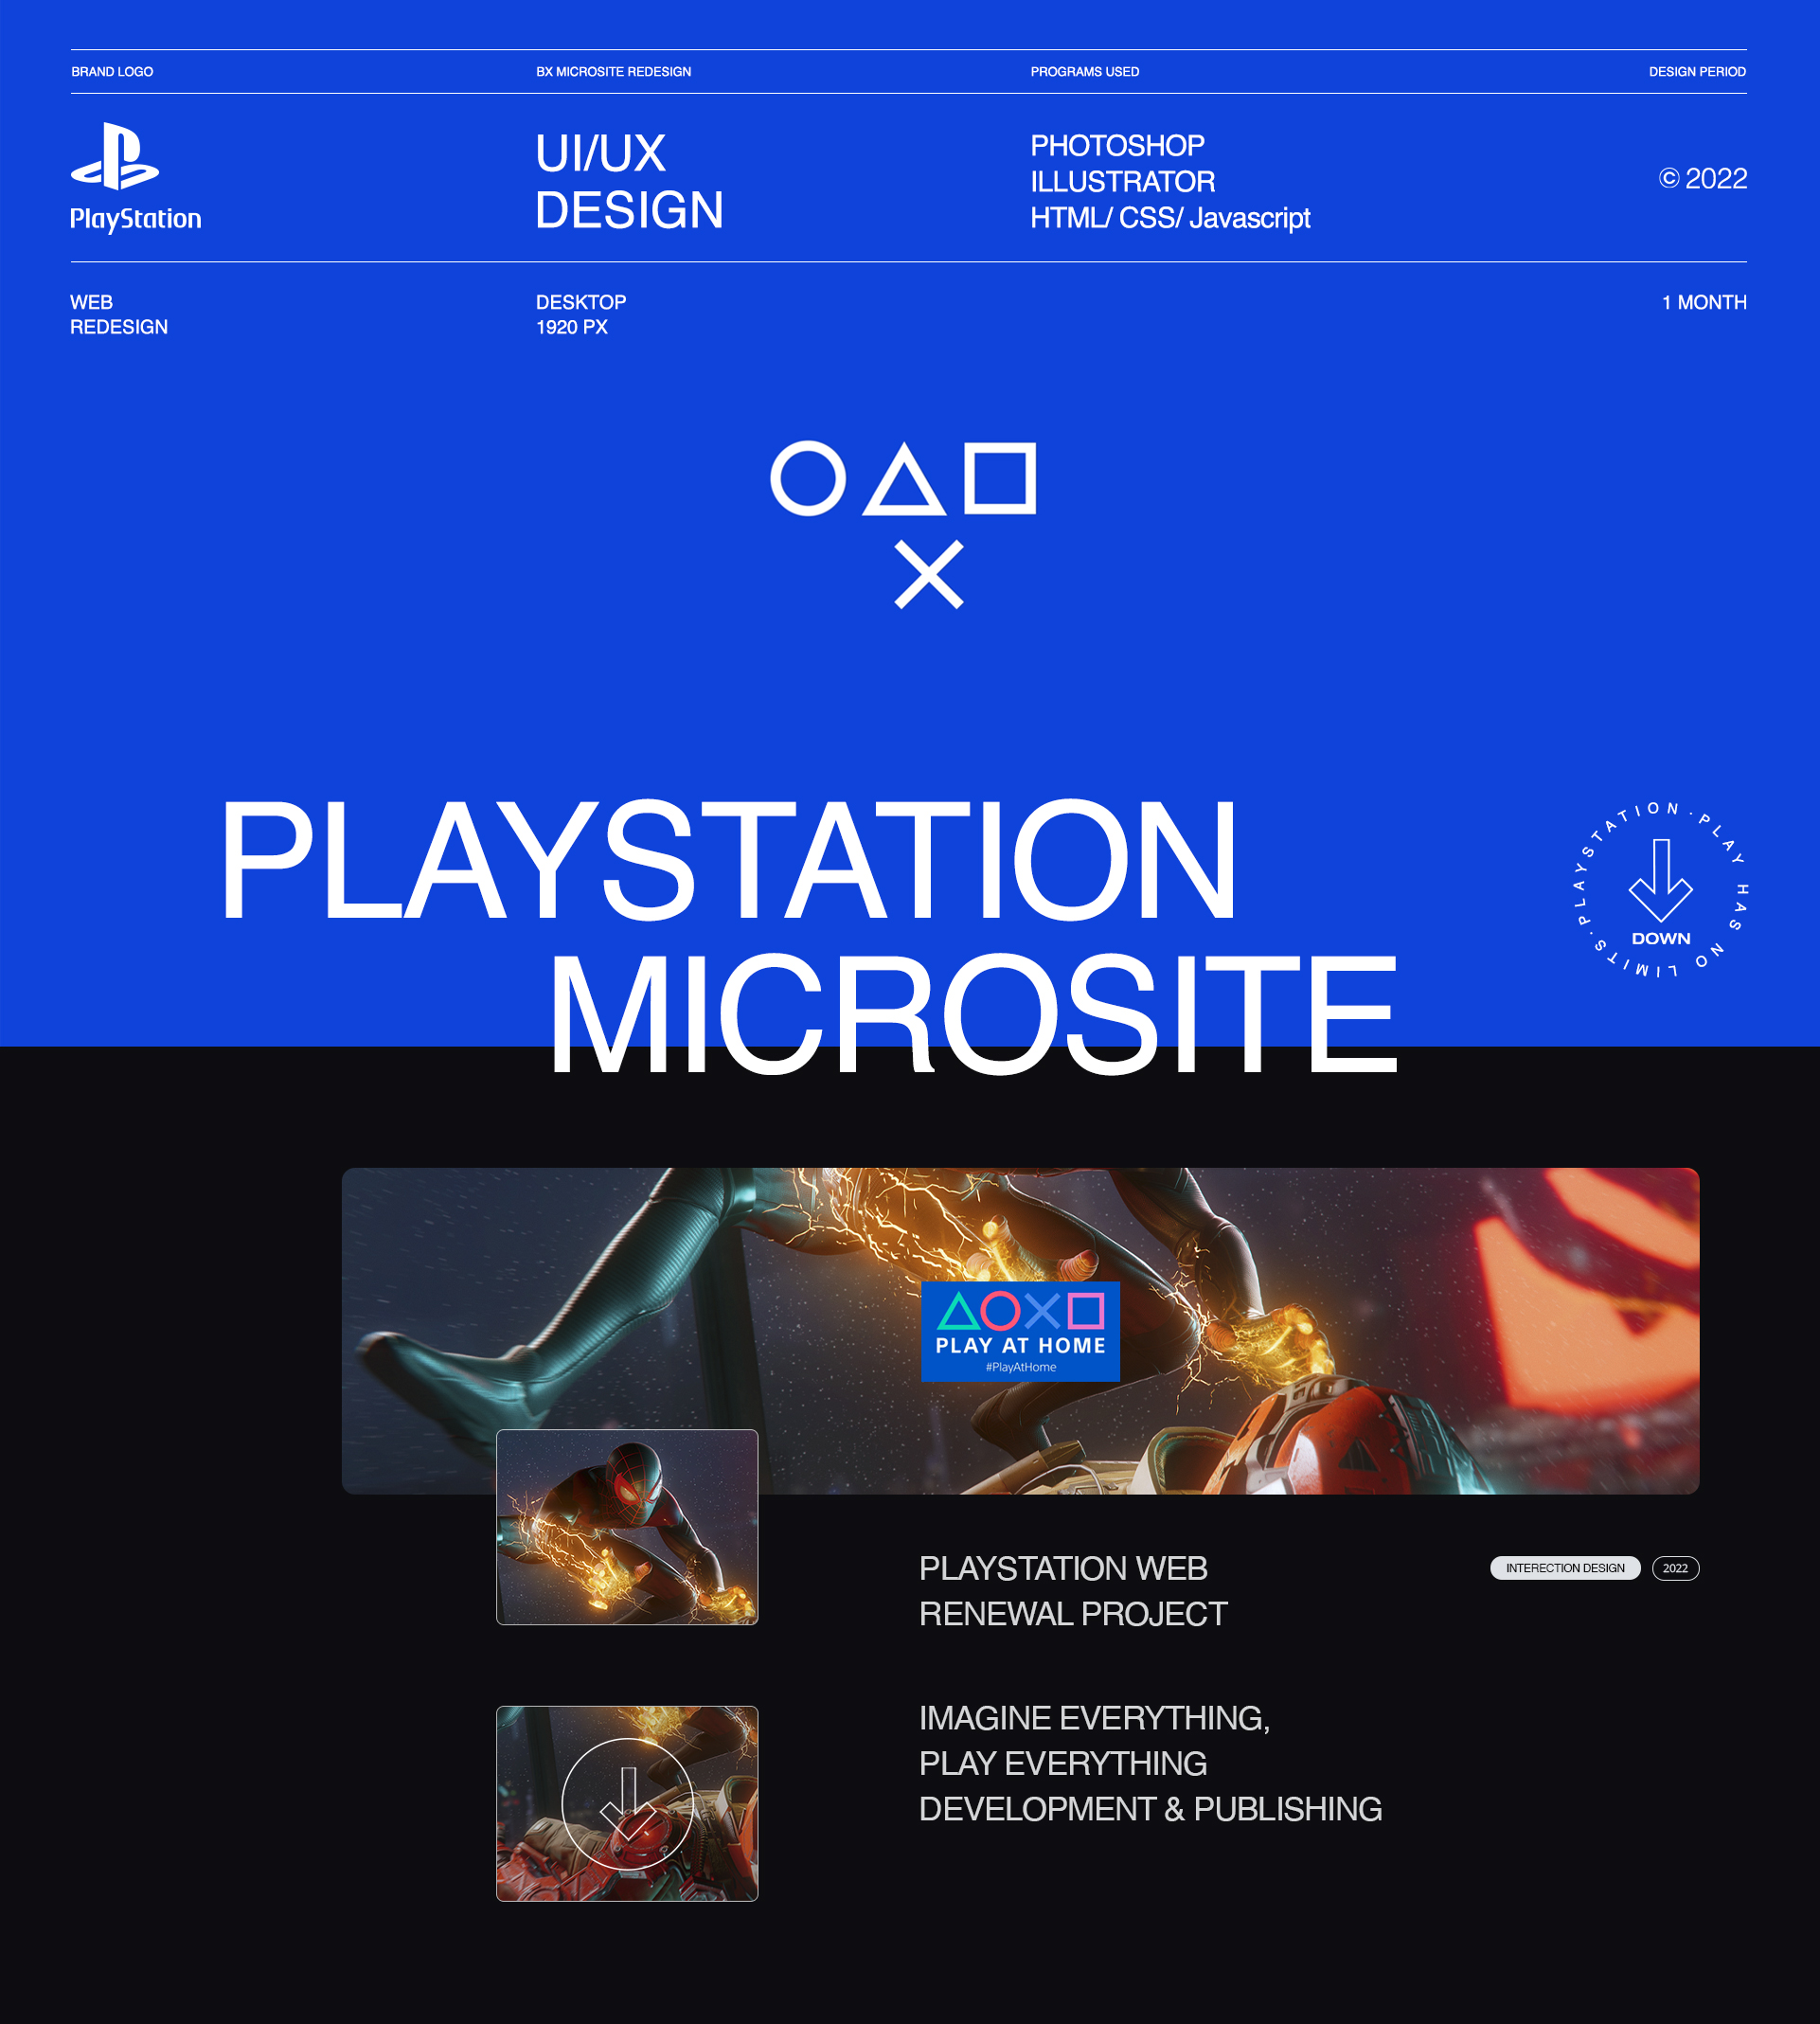 BRAND LOGO
BX MICROSITE REDESIGN
PROGRAMS USED
DESIGN PERIOD
PlayStation
UI/UX
DESIGN
PHOTOSHOP
ILLUSTRATOR
HTML/ CSS/ Javascript
© 2022
WEB
REDESIGN
DESKTOP
1920 PX
1 MONTH
PLAYSTATION
MICROSITE
PLAYSTATION · PLAY HAS NO LIMITS ·
DOWN
PLAY AT HOME
#PlayAtHome
PLAYSTATION WEB
RENEWAL PROJECT
INTERECTION DESIGN
2022
IMAGINE EVERYTHING,
PLAY EVERYTHING
DEVELOPMENT & PUBLISHING